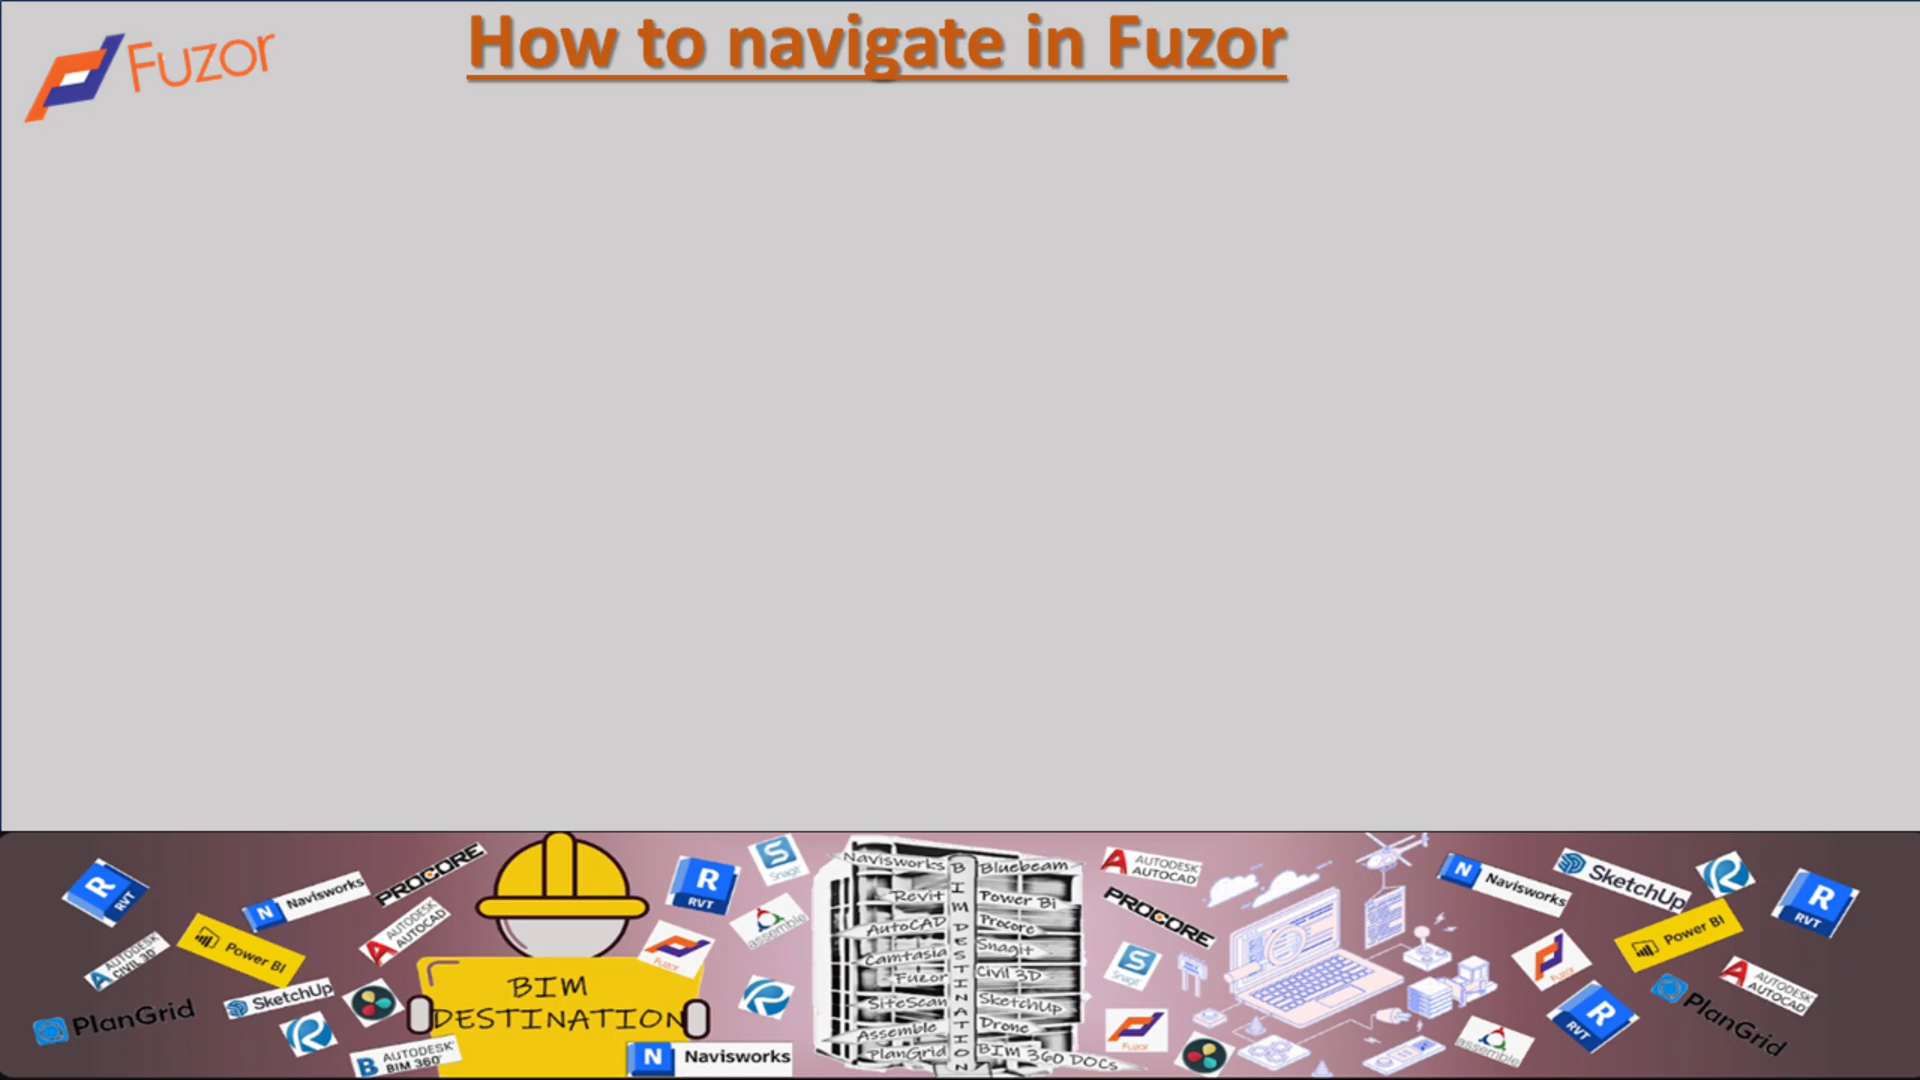 Fuzor
How to navigate in Fuzor
R
RVT
N Navisworks
PROCORE
Power BI
AUTODESK
CIVIL 3D
A AUTODESK
AUTOCAD
PlanGrid
SketchUp
R
B AUTODESK
BIM 360
BIM
DESTINATION
N Navisworks
R
RVT
S
Snagit
assemble
Fuzor
R
BIM DESTINATION
Navisworks
Revit
AutoCAD
Camtasia
Fuzor
SiteScan
Assemble
PlanGrid
Bluebeam
Power Bi
Procore
Snagit
Civil 3D
SketchUp
Drone
BIM 360 DOCs
A AUTODESK
AUTOCAD
PROCORE
S
Snagit
Fuzor
N Navisworks
SketchUp
R
R
RVT
Power BI
Fuzor
A AUTODESK
AUTOCAD
PlanGrid
R
RVT
assemble